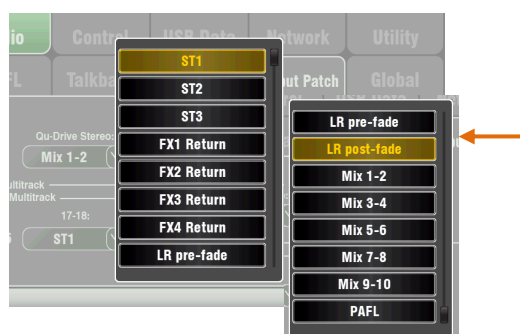 io Control USB Data Network Utility
FL Talkba ut Patch Global
ST1
ST2
ST3
FX1 Return
FX2 Return
FX3 Return
FX4 Return
LR pre-fade
LR pre-fade
LR post-fade
Mix 1-2
Mix 3-4
Mix 5-6
Mix 7-8
Mix 9-10
PAFL
Qu-Drive Stereo:
Mix 1-2
ultitrack
Multitrack
17-18:
ST1